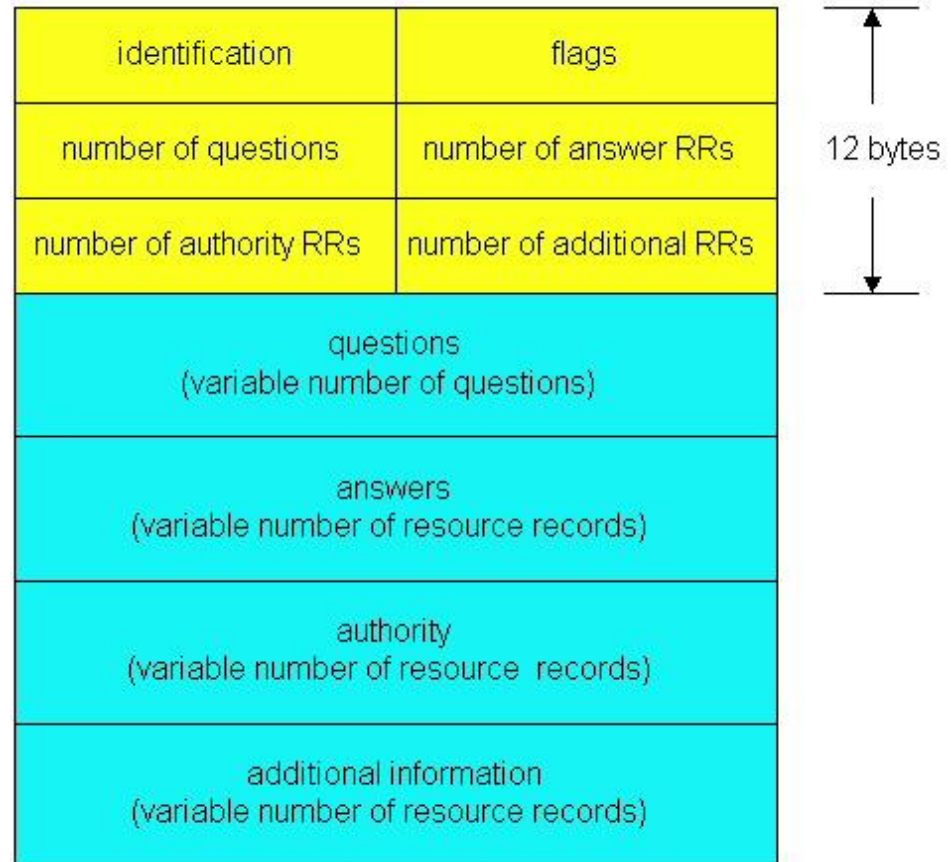 identification
flags
number of questions
number of answer RRs
12 bytes
number of authority RRs
number of additional RRs
questions
(variable number of questions)
answers
(variable number of resource records)
authority
(variable number of resource records)
additional information
(variable number of resource records)